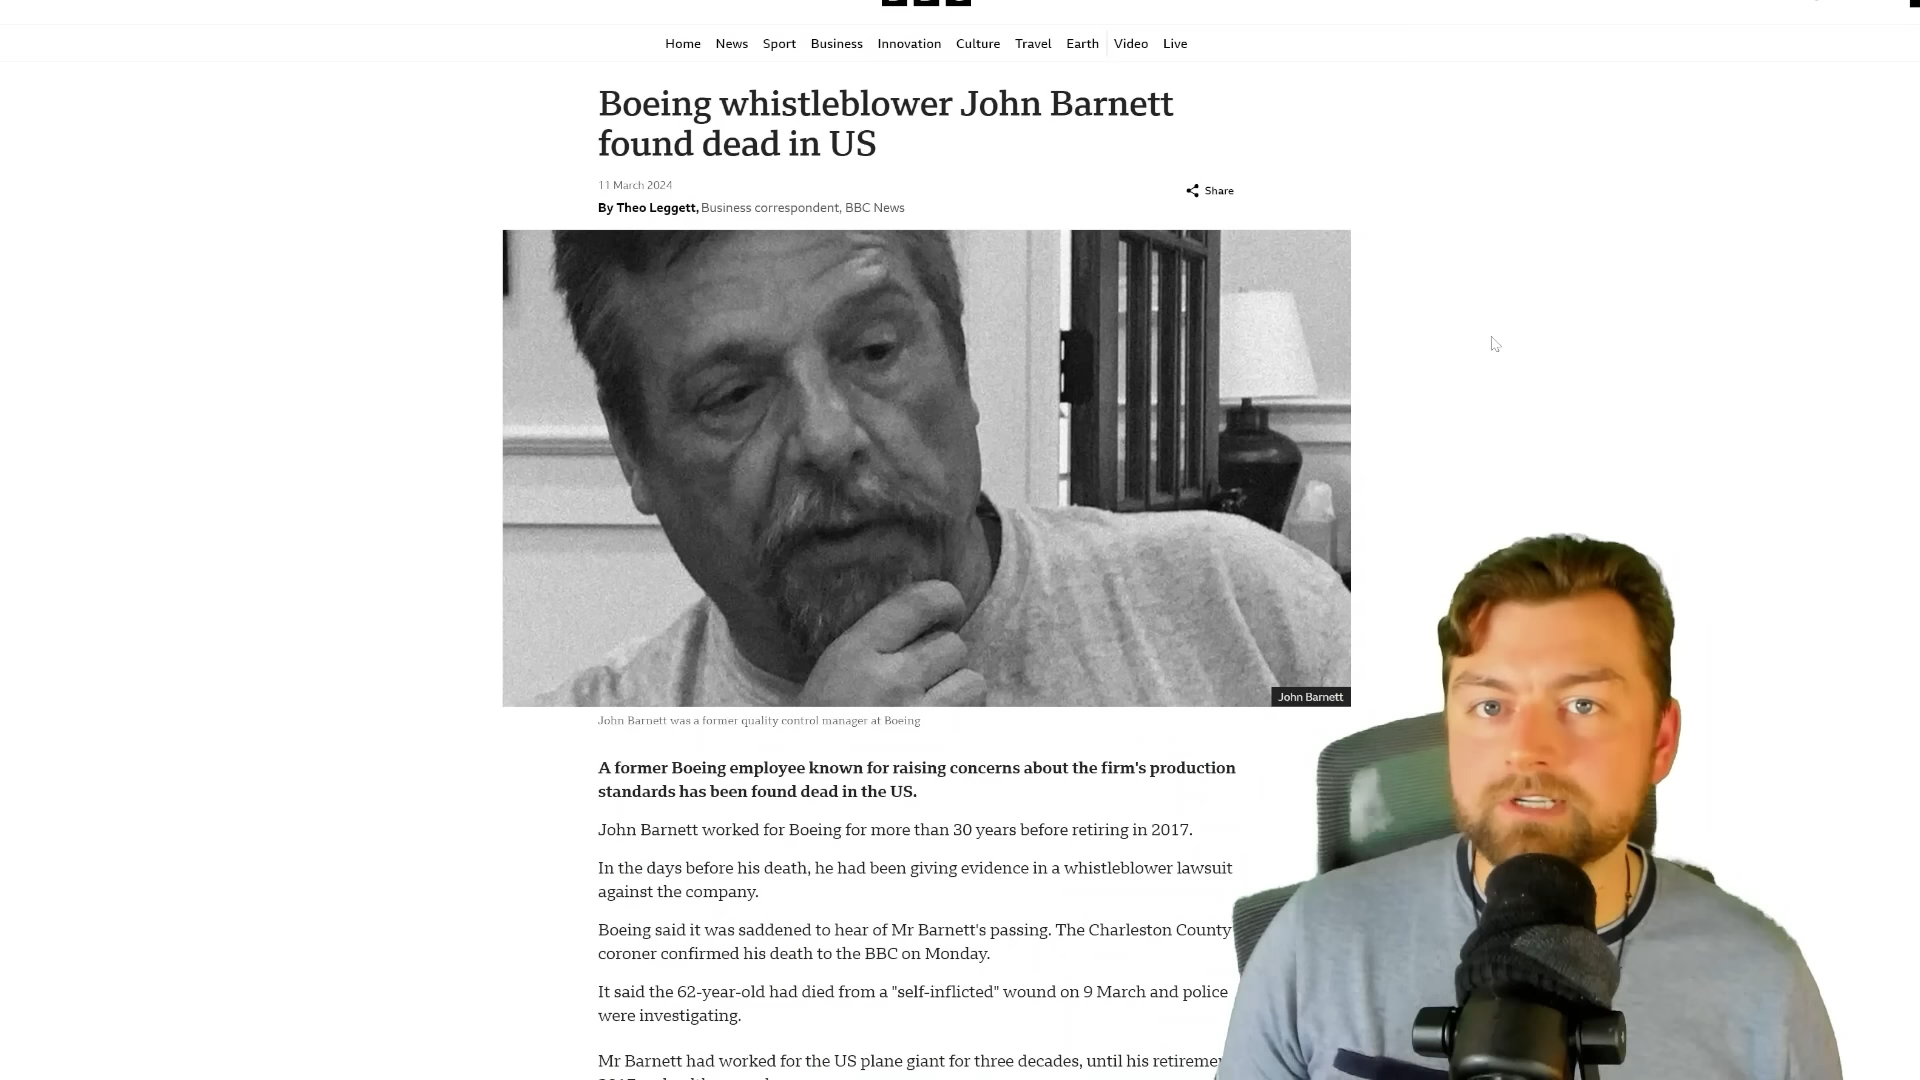 Home News Sport Business Innovation Culture Travel Earth Video Live
Boeing whistleblower John Barnett
found dead in US
11 March 2024
Share
By Theo Leggett, Business correspondent, BBC News
John Barnett
John Barnett was a former quality control manager at Boeing
A former Boeing employee known for raising concerns about the firm's production
standards has been found dead in the US.
John Barnett worked for Boeing for more than 30 years before retiring in 2017.
In the days before his death, he had been giving evidence in a whistleblower lawsuit
against the company.
Boeing said it was saddened to hear of Mr Barnett's passing. The Charleston County
coroner confirmed his death to the BBC on Monday.
It said the 62-year-old had died from a "self-inflicted" wound on 9 March and police
were investigating.
Mr Barnett had worked for the US plane giant for three decades, until his